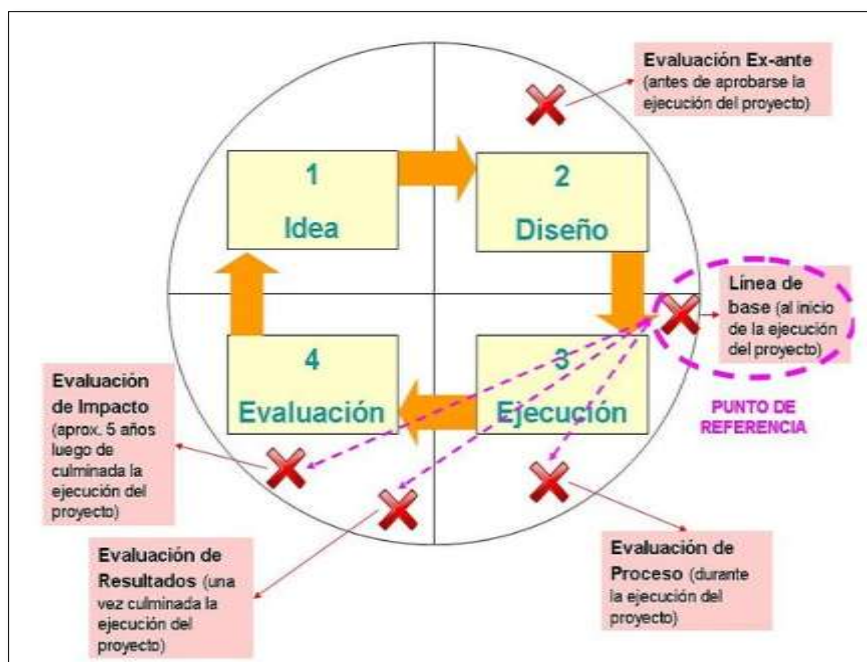 Evaluación Ex-ante
(antes de aprobarse la
ejecución del proyecto)
1
Idea
2
Diseño
Línea de
base (al inicio
de la ejecución
del proyecto)
PUNTO DE
REFERENCIA
4
Evaluación
3
Ejecución
Evaluación
de Impacto
(aprox. 5 años
luego de
culminada la
ejecución del
proyecto)
Evaluación de
Resultados (una
vez culminada la
ejecución del
proyecto)
Evaluación de
Proceso (durante
la ejecución del
proyecto)